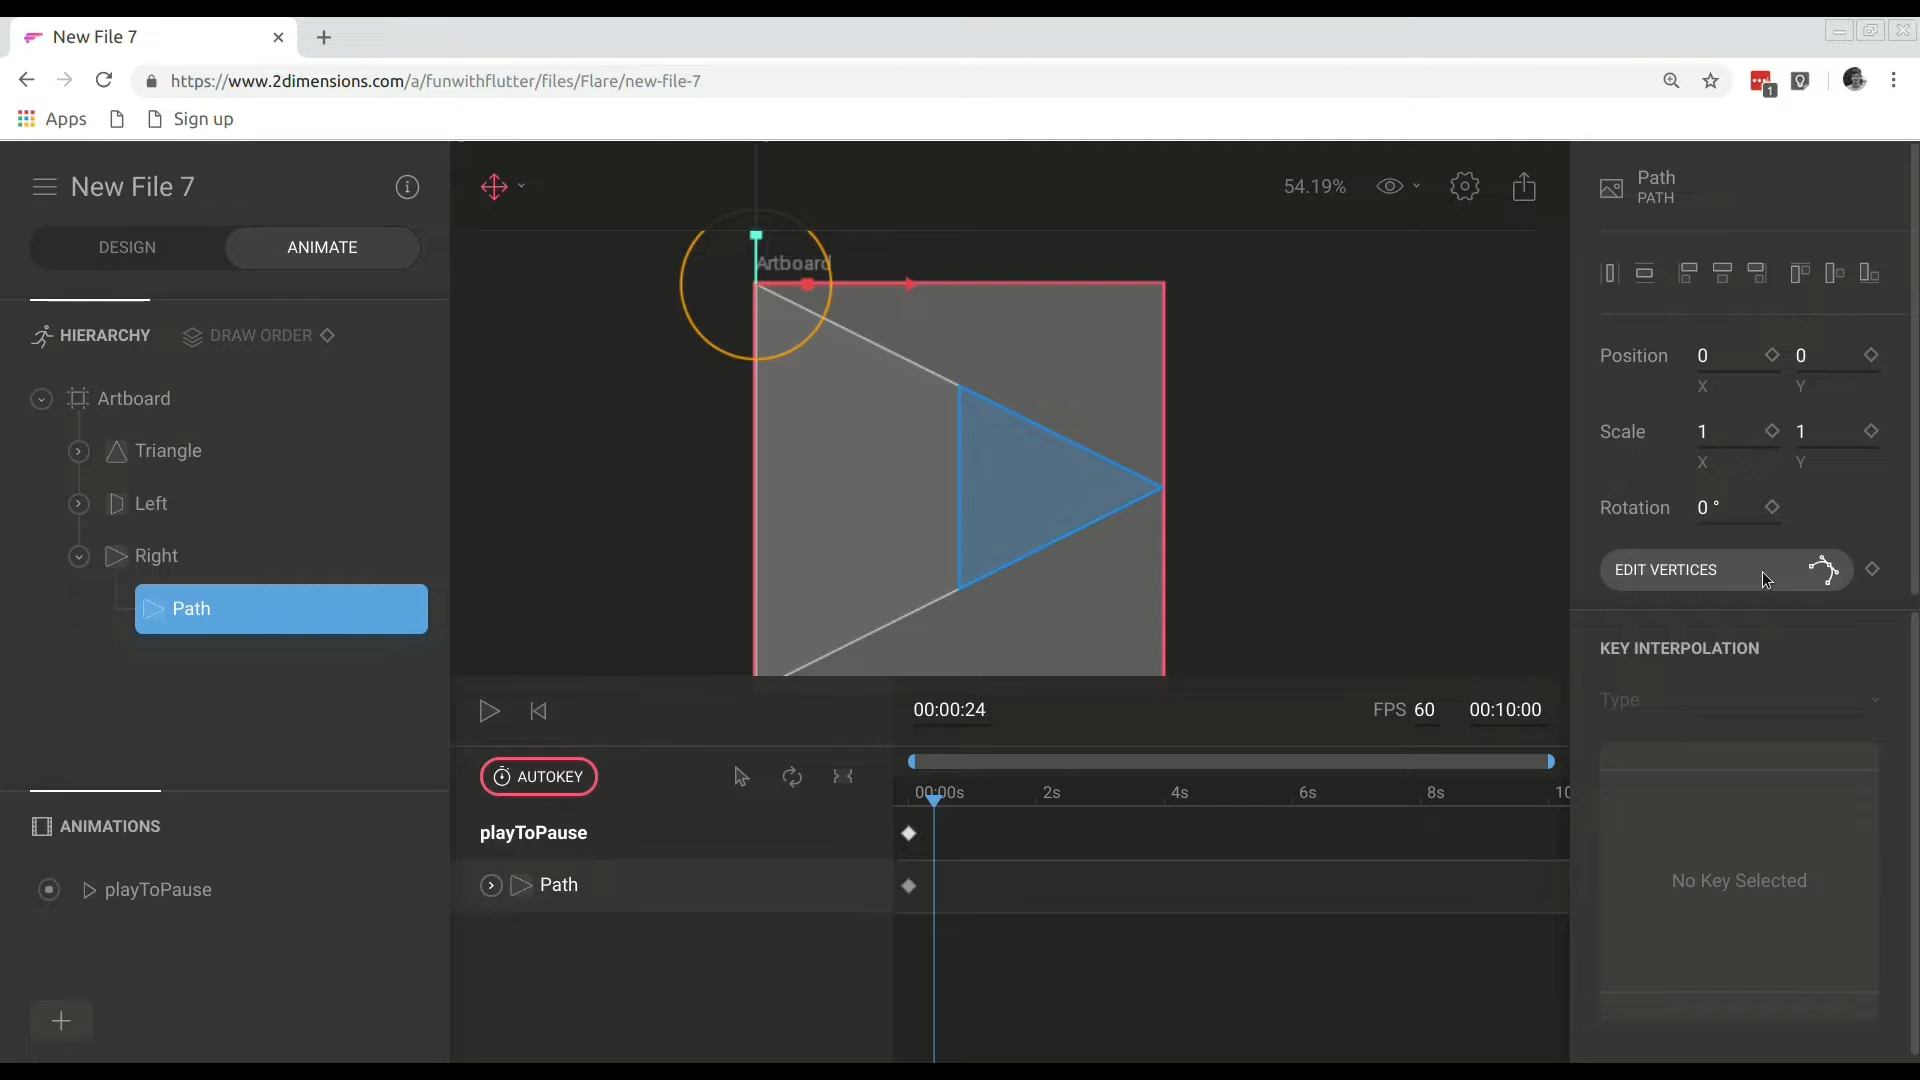 New File 7
https://www.2dimensions.com/a/funwithflutter/files/Flare/new-file-7
1
Apps
Sign up
New File 7
DESIGN
ANIMATE
HIERARCHY
DRAW ORDER
Artboard
Triangle
Left
Right
Path
ANIMATIONS
playToPause
54.19%
Artboard
00:00:24
FPS 60
00:10:00
AUTOKEY
00:00s
2s
4s
6s
8s
10
playToPause
Path
Path
PATH
Position 0 0
X Y
Scale 1 1
X Y
Rotation 0 °
EDIT VERTICES
KEY INTERPOLATION
Type
No Key Selected